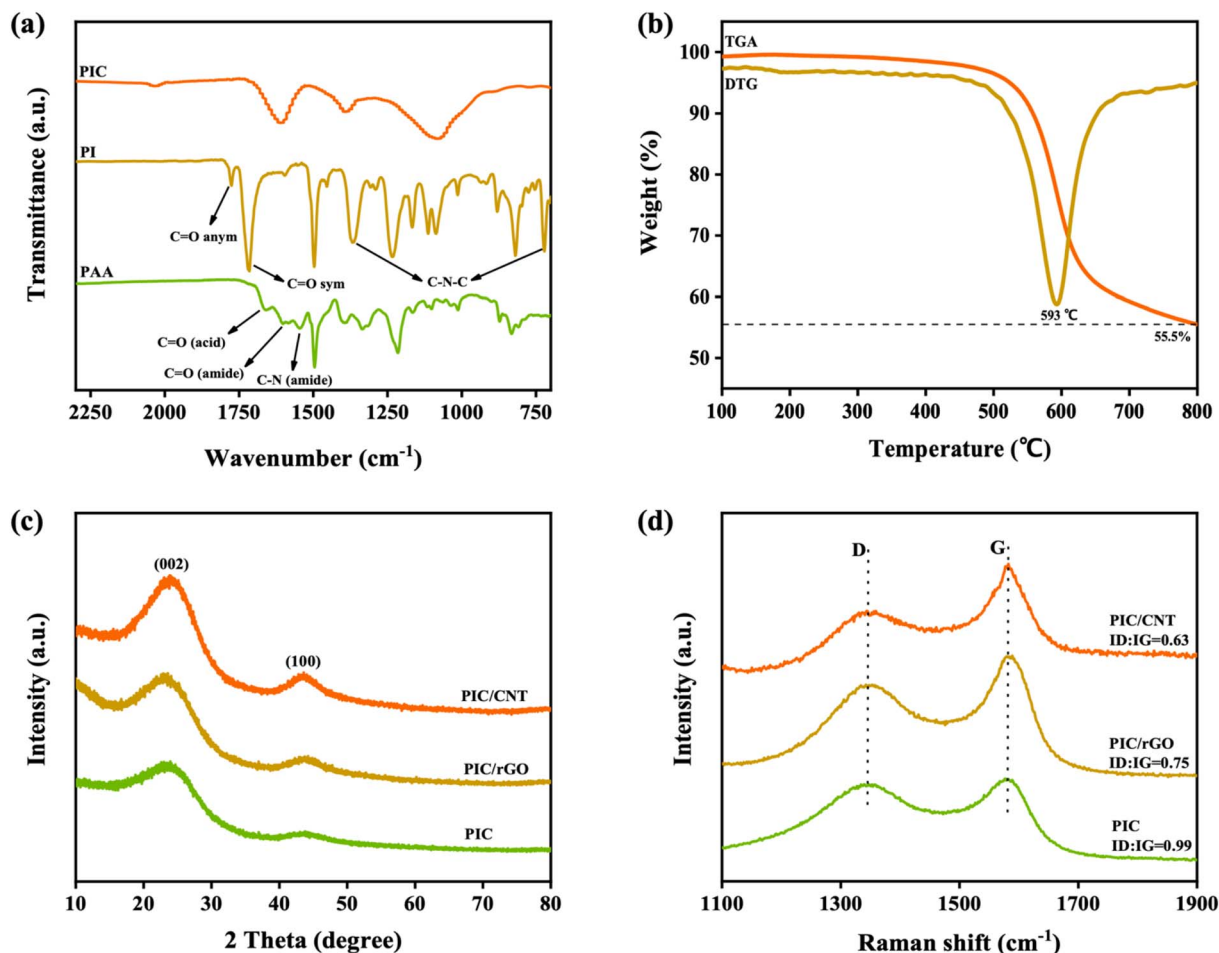 (a)
PIC
PI
C=O anym
C=O sym
C-N-C
PAA
C=O (acid)
C=O (amide)
C-N (amide)
Transmittance (a.u.)
2250 2000 1750 1500 1250 1000 750
Wavenumber (cm⁻¹)
(b)
TGA
DTG
593 ℃
55.5%
Weight (%)
100
90
80
70
60
50
100 200 300 400 500 600 700 800
Temperature (℃)
(c)
(002)
(100)
PIC/CNT
PIC/rGO
PIC
Intensity (a.u.)
10 20 30 40 50 60 70 80
2 Theta (degree)
(d)
D
G
PIC/CNT
ID:IG=0.63
PIC/rGO
ID:IG=0.75
PIC
ID:IG=0.99
Intensity (a.u.)
1100 1300 1500 1700 1900
Raman shift (cm⁻¹)